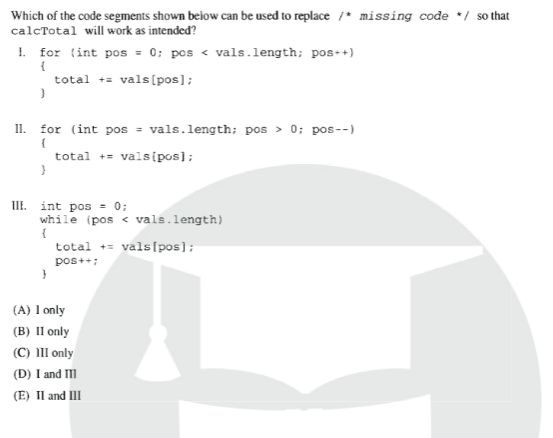 Which of the code segments shown below can be used to replace /* missing code */ so that
calcTotal will work as intended?
I. for (int pos = 0; pos < vals.length; pos++)
{
total += vals[pos];
}
II. for (int pos = vals.length; pos > 0; pos--)
{
total += vals[pos];
}
III. int pos = 0;
while (pos < vals.length)
{
total += vals[pos];
pos++;
}
(A) I only
(B) II only
(C) III only
(D) I and III
(E) II and III